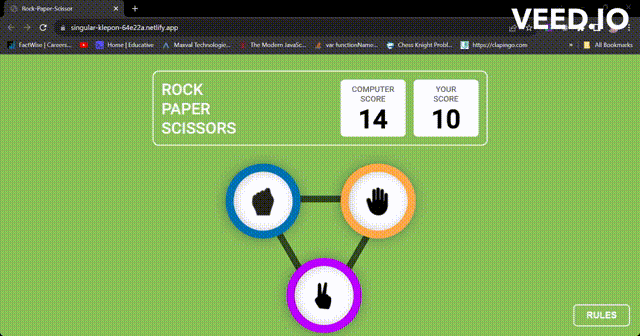 Rock-Paper-Scissor
VEED.IO
singular-klepon-64e22a.netlify.app
FactWise | Careers...
Home | Educative
Maxval Technologie...
The Modern JavaSc...
var functionName...
Chess Knight Probl...
https://clapingo.com
»
All Bookmarks
ROCK
PAPER
SCISSORS
COMPUTER
SCORE
14
YOUR
SCORE
10
RULES